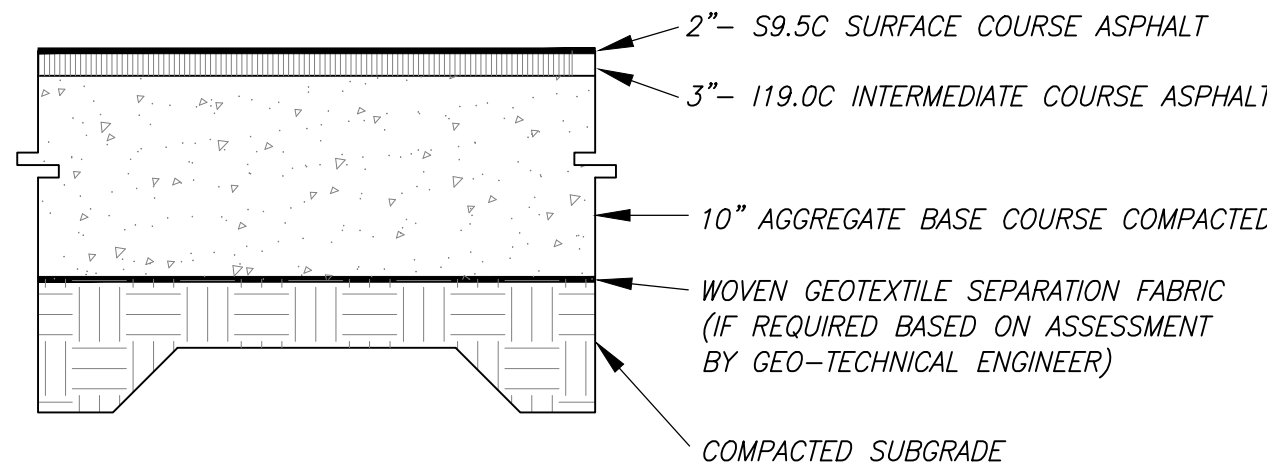 2"- S9.5C SURFACE COURSE ASPHALT
3"- I19.0C INTERMEDIATE COURSE ASPHALT
10" AGGREGATE BASE COURSE COMPACTED
WOVEN GEOTEXTILE SEPARATION FABRIC
(IF REQUIRED BASED ON ASSESSMENT
BY GEO-TECHNICAL ENGINEER)
COMPACTED SUBGRADE